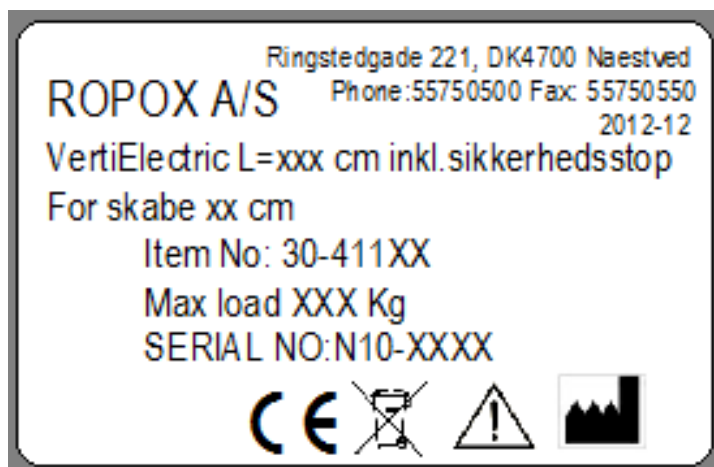 Ringstedgade 221, DK4700 Naestved
ROPOX A/S Phone:55750500 Fax: 55750550
2012-12
VertiElectric L=xxx cm inkl.sikkerhedsstop
For skabe xx cm
Item No: 30-411XX
Max load XXX Kg
SERIAL NO:N10-XXXX
CE